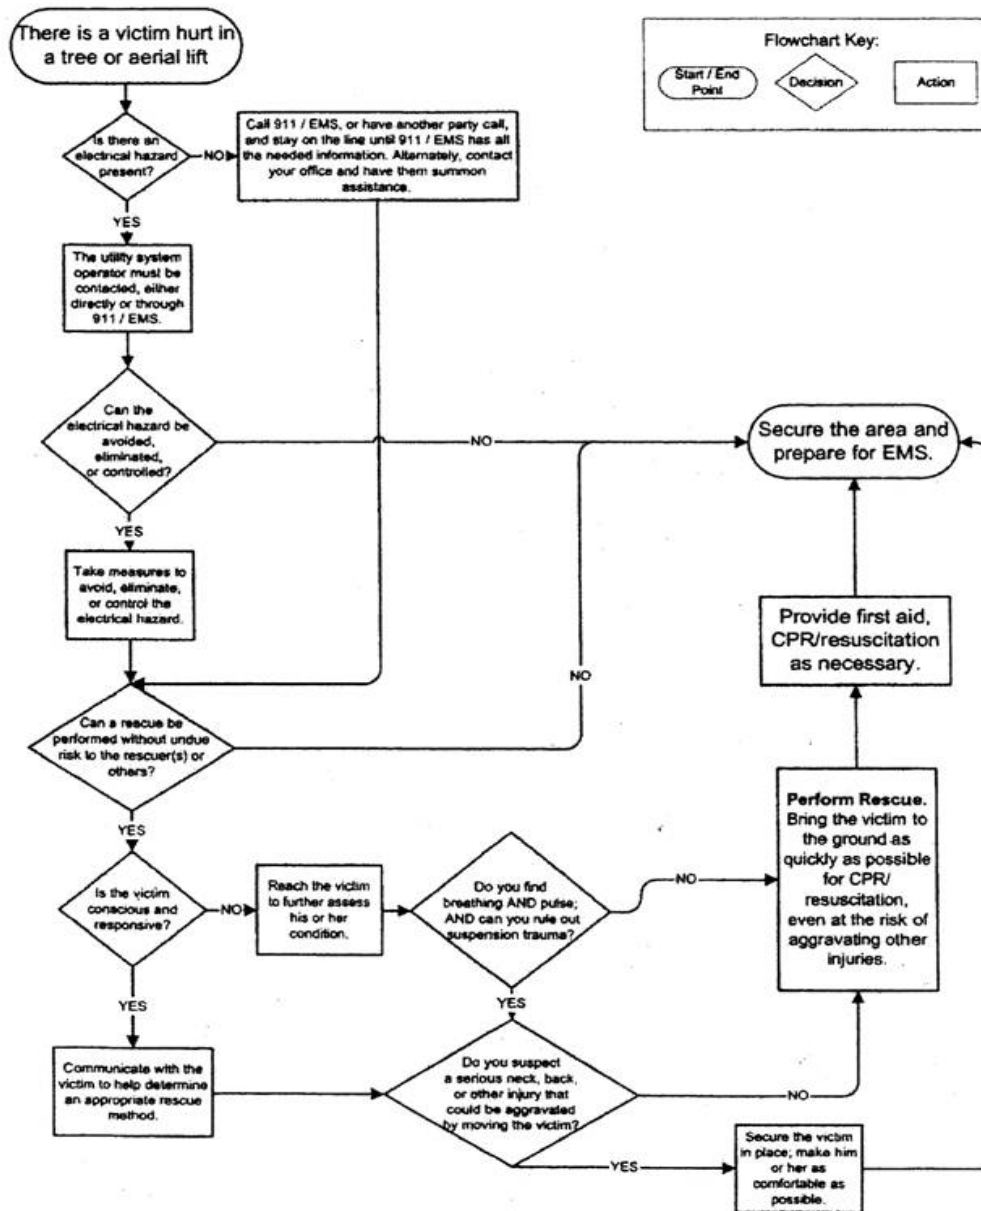 There is a victim hurt in
a tree or aerial lift
Flowchart Key:
Start / End
Point
Decision
Action
Is there an
electrical hazard
present?
NO
Call 911 / EMS, or have another party call,
and stay on the line until 911 / EMS has all
the needed information. Alternately, contact
your office and have them summon
assistance.
YES
The utility system
operator must be
contacted, either
directly or through
911 / EMS.
Can the
electrical hazard be
avoided,
eliminated,
or controlled?
NO
Secure the area and
prepare for EMS.
YES
Take measures to
avoid, eliminate,
or control the
electrical hazard.
Provide first aid,
CPR/resuscitation
as necessary.
NO
Can a rescue be
performed without undue
risk to the rescuer(s) or
others?
YES
Perform Rescue.
Bring the victim to
the ground as
quickly as possible
for CPR/
resuscitation,
even at the risk of
aggravating other
injuries.
Is the victim
conscious and
responsive?
NO
Reach the victim
to further assess
his or her
condition.
Do you find
breathing AND pulse;
AND can you rule out
suspension trauma?
NO
YES
YES
Communicate with the
victim to help determine
an appropriate rescue
method.
Do you suspect
a serious neck, back,
or other injury that
could be aggravated
by moving the victim?
NO
YES
Secure the victim
in place; make him
or her as
comfortable as
possible.